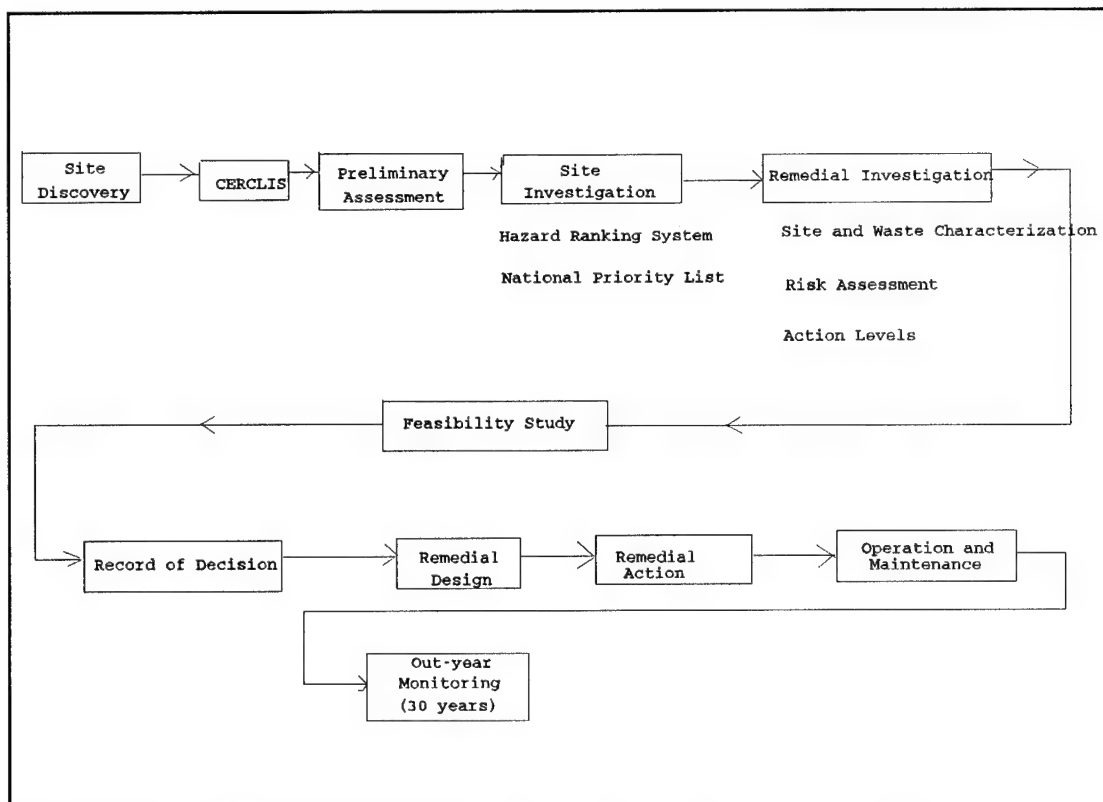 Site
Discovery
CERCLIS
Preliminary
Assessment
Site
Investigation
Hazard Ranking System
National Priority List
Remedial Investigation
Site and Waste Characterization
Risk Assessment
Action Levels
Feasibility Study
Record of Decision
Remedial
Design
Remedial
Action
Operation and
Maintenance
Out-year
Monitoring
(30 years)